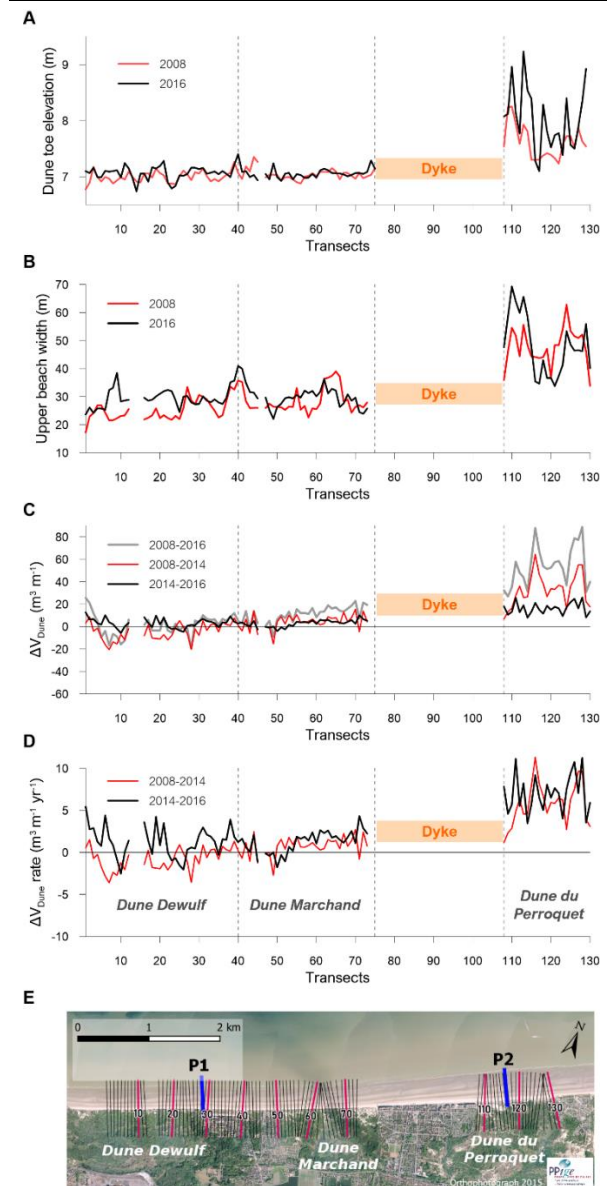 A
Dune toe elevation (m)
9
8
7
2008
2016
Dyke
10 20 30 40 50 60 70 80 90 100 110 120 130
Transects
B
Upper beach width (m)
70
60
50
40
30
20
10
2008
2016
Dyke
10 20 30 40 50 60 70 80 90 100 110 120 130
Transects
C
ΔV Dune (m³ m⁻¹)
80
60
40
20
0
-20
-40
-60
2008-2016
2008-2014
2014-2016
Dyke
10 20 30 40 50 60 70 80 90 100 110 120 130
D
ΔV Dune rate (m³ m⁻¹ yr⁻¹)
10
5
0
-5
-10
2008-2014
2014-2016
Dyke
Dune Dewulf
Dune Marchand
Dune du
Perroquet
10 20 30 40 50 60 70 80 90 100 110 120 130
Transects
E
0 1 2 km
N
P1
P2
10 20 30 40 50 60 70 110 120 130
Dune Dewulf
Dune
Marchand
Dune du
Perroquet
Orthophotograph 2015
PPige